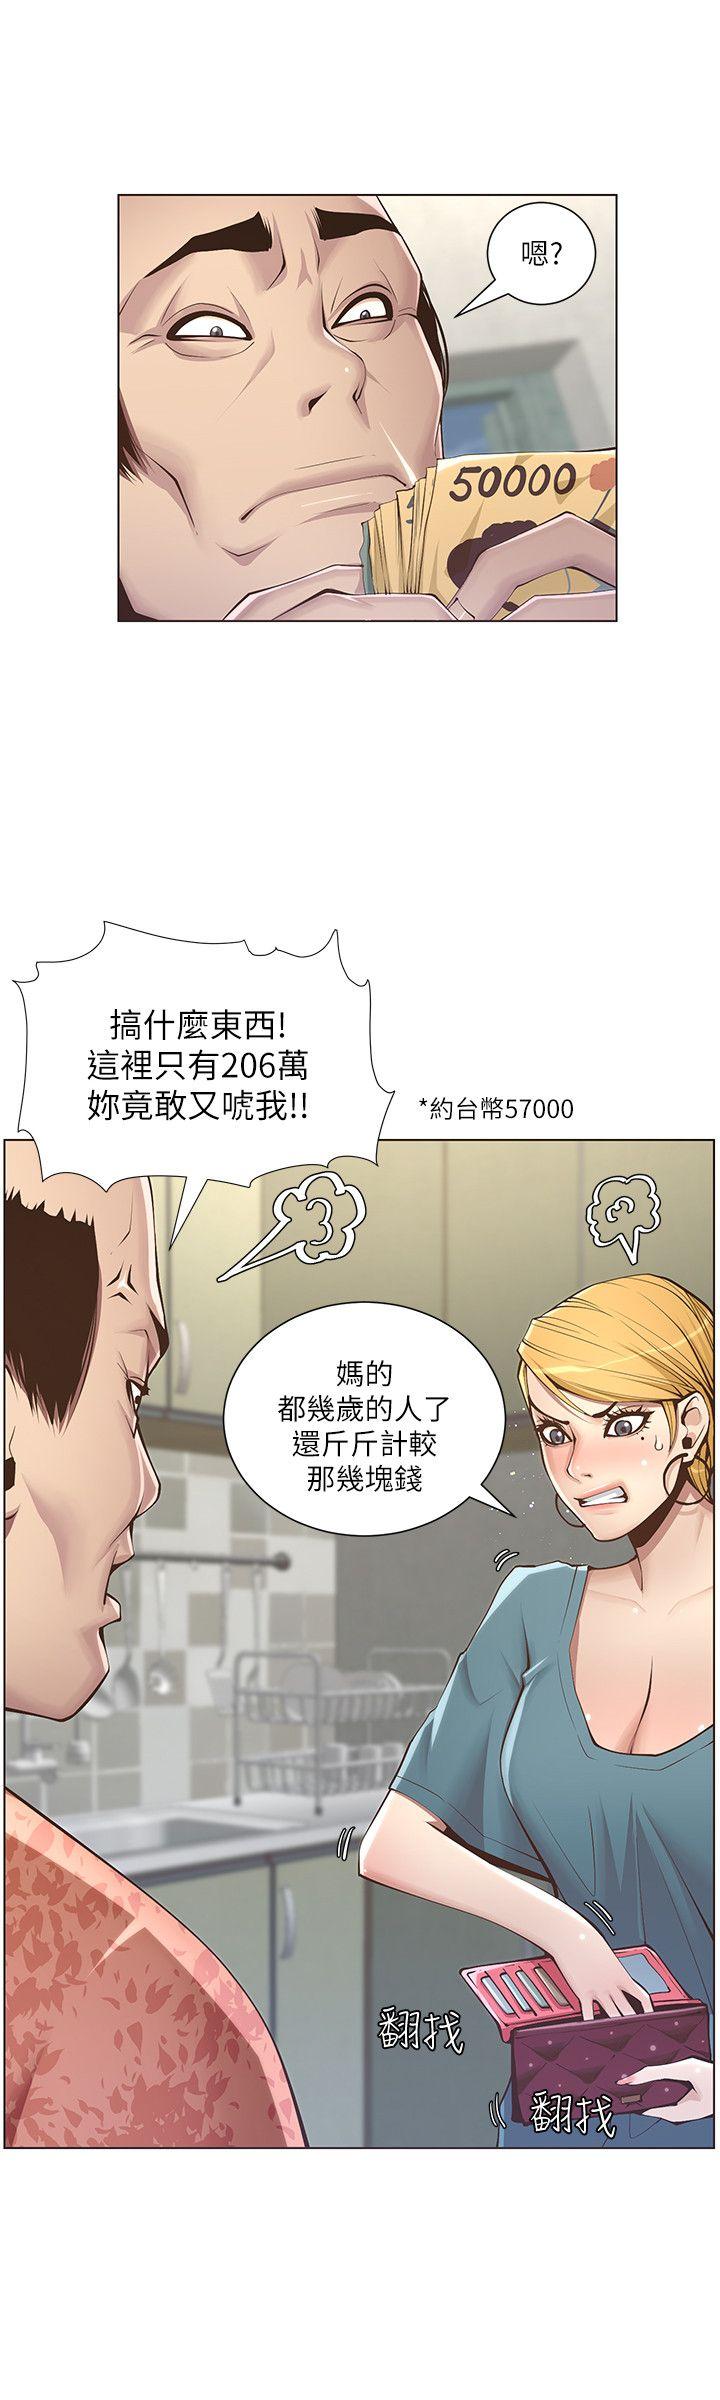 嗯?
50000
搞什麼東西!
這裡只有206萬
妳竟敢又唬我!!
*約台幣57000
媽的
都幾歲的人了
還斤斤計較
那幾塊錢
翻找
翻找